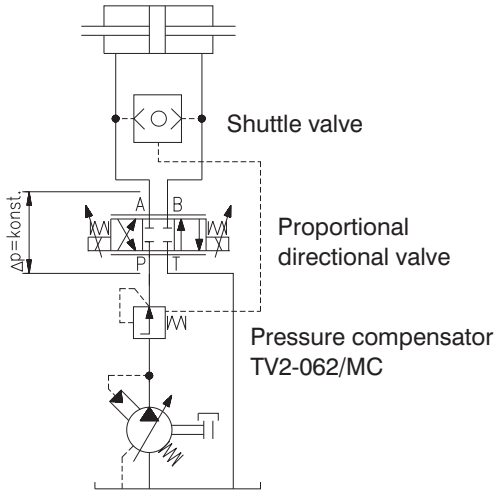 Shuttle valve
A B
Δp=konst.
Proportional
directional valve
P T
Pressure compensator
TV2-062/MC